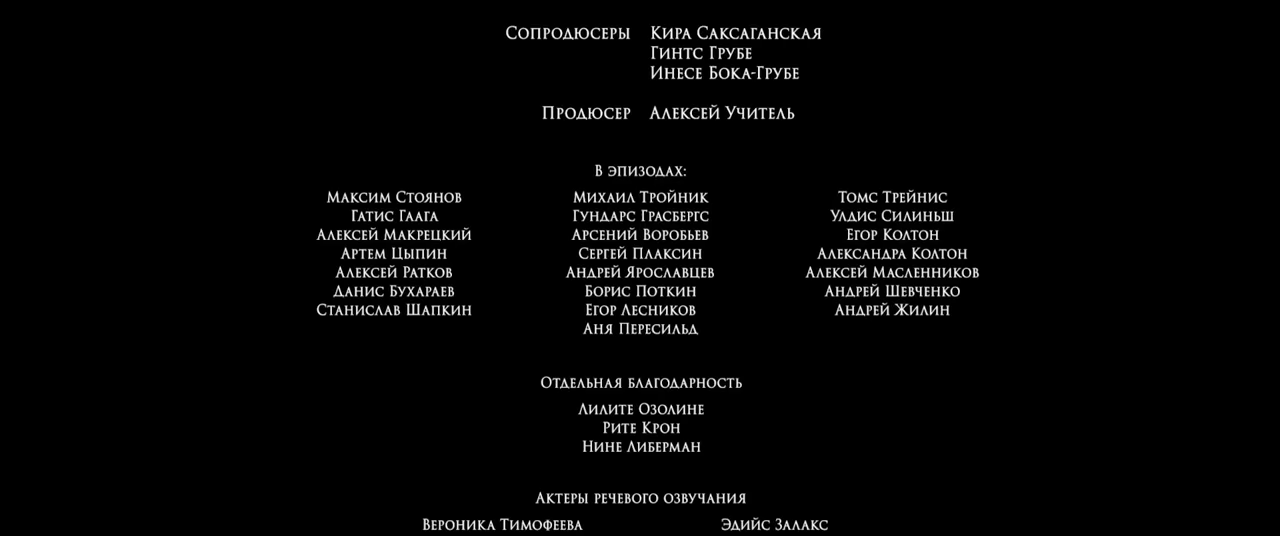 Сопродюсеры Кира Саксаганская
Гинтс Грубе
Инесе Бока-Грубе
Продюсер Алексей Учитель
В эпизодах:
Максим Стоянов Михаил Тройник Томс Трейнис
Гатис Гаага Гундарс Грасбергс Улдис Силиньш
Алексей Макрецкий Арсений Воробьев Егор Колтон
Артем Цыпин Сергей Плаксин Александра Колтон
Алексей Ратков Андрей Ярославцев Алексей Масленников
Данис Бухараев Борис Поткин Андрей Шевченко
Станислав Шапкин Егор Лесников Андрей Жилин
Аня Пересильд
Отдельная благодарность
Лилите Озолине
Рите Крон
Нине Либерман
Актеры речевого озвучания
Вероника Тимофеева Эдийс Залакс